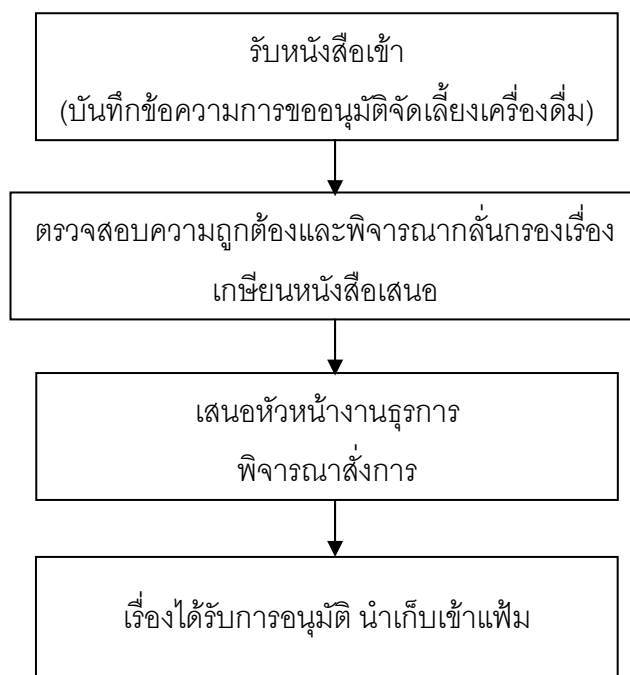 รับหนังสือเข้า
(บันทึกข้อความการขออนุมัติจัดเลี้ยงเครื่องดื่ม)
ตรวจสอบความถูกต้องและพิจารณากลั่นกรองเรื่อง
เกษียนหนังสือเสนอ
เสนอหัวหน้างานธุรการ
พิจารณาสั่งการ
เรื่องได้รับการอนุมัติ นำเก็บเข้าแฟ้ม